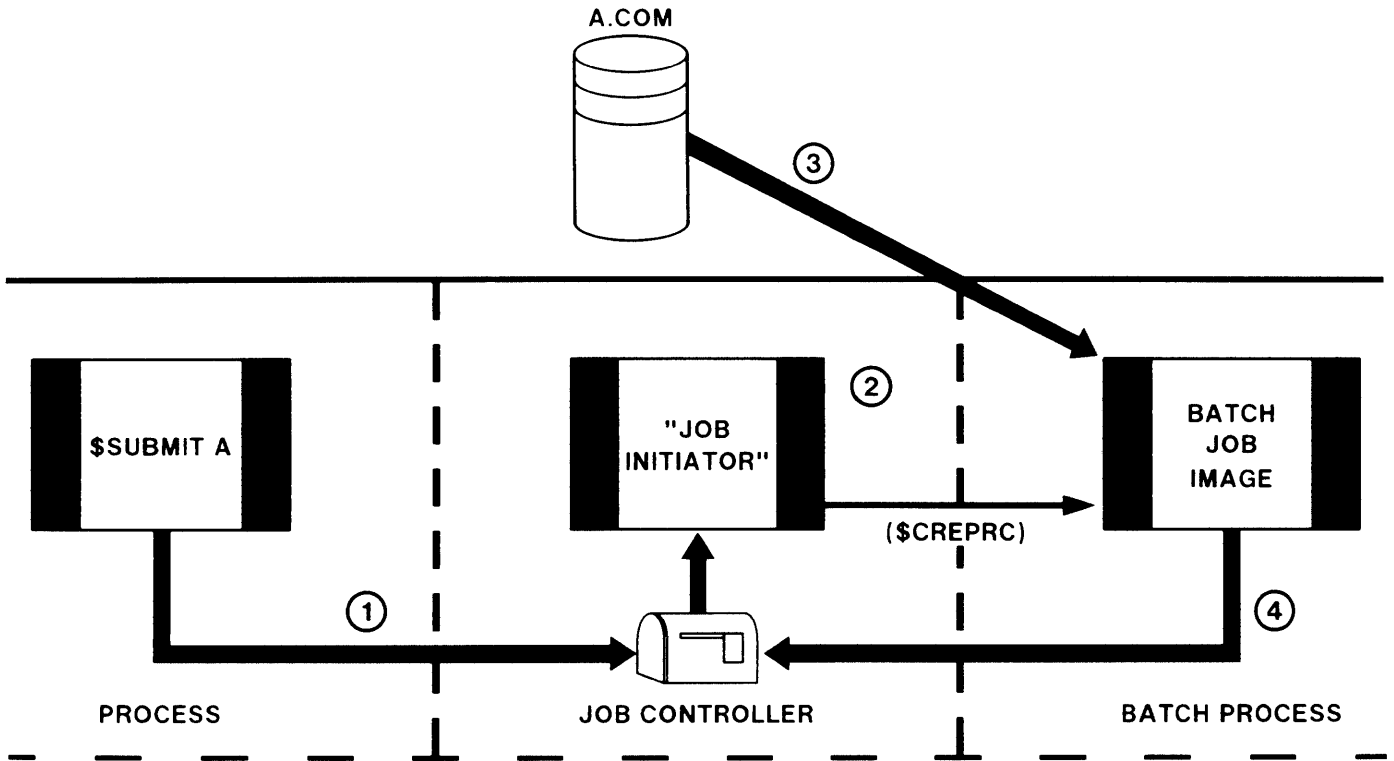 A.COM
③
$SUBMIT A
"JOB
INITIATOR"
②
BATCH
JOB
IMAGE
($CREPRC)
①
④
PROCESS
JOB CONTROLLER
BATCH PROCESS